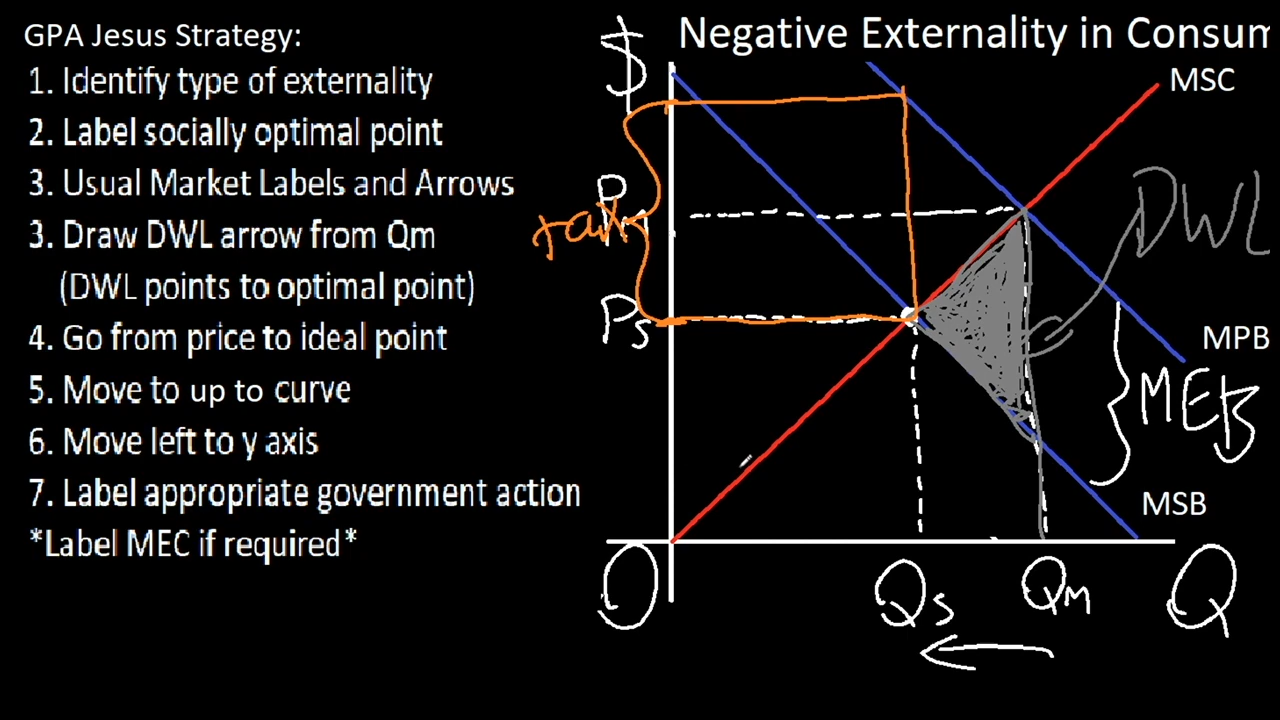 GPA Jesus Strategy:
1. Identify type of externality
2. Label socially optimal point
3. Usual Market Labels and Arrows
3. Draw DWL arrow from Qm
(DWL points to optimal point)
4. Go from price to ideal point
5. Move to up to curve
6. Move left to y axis
7. Label appropriate government action
*Label MEC if required*
Negative Externality in Consum
$
MSC
DWL
Pm
tax
Ps
MPB
MEB
MSB
O
Qs
QM
Q